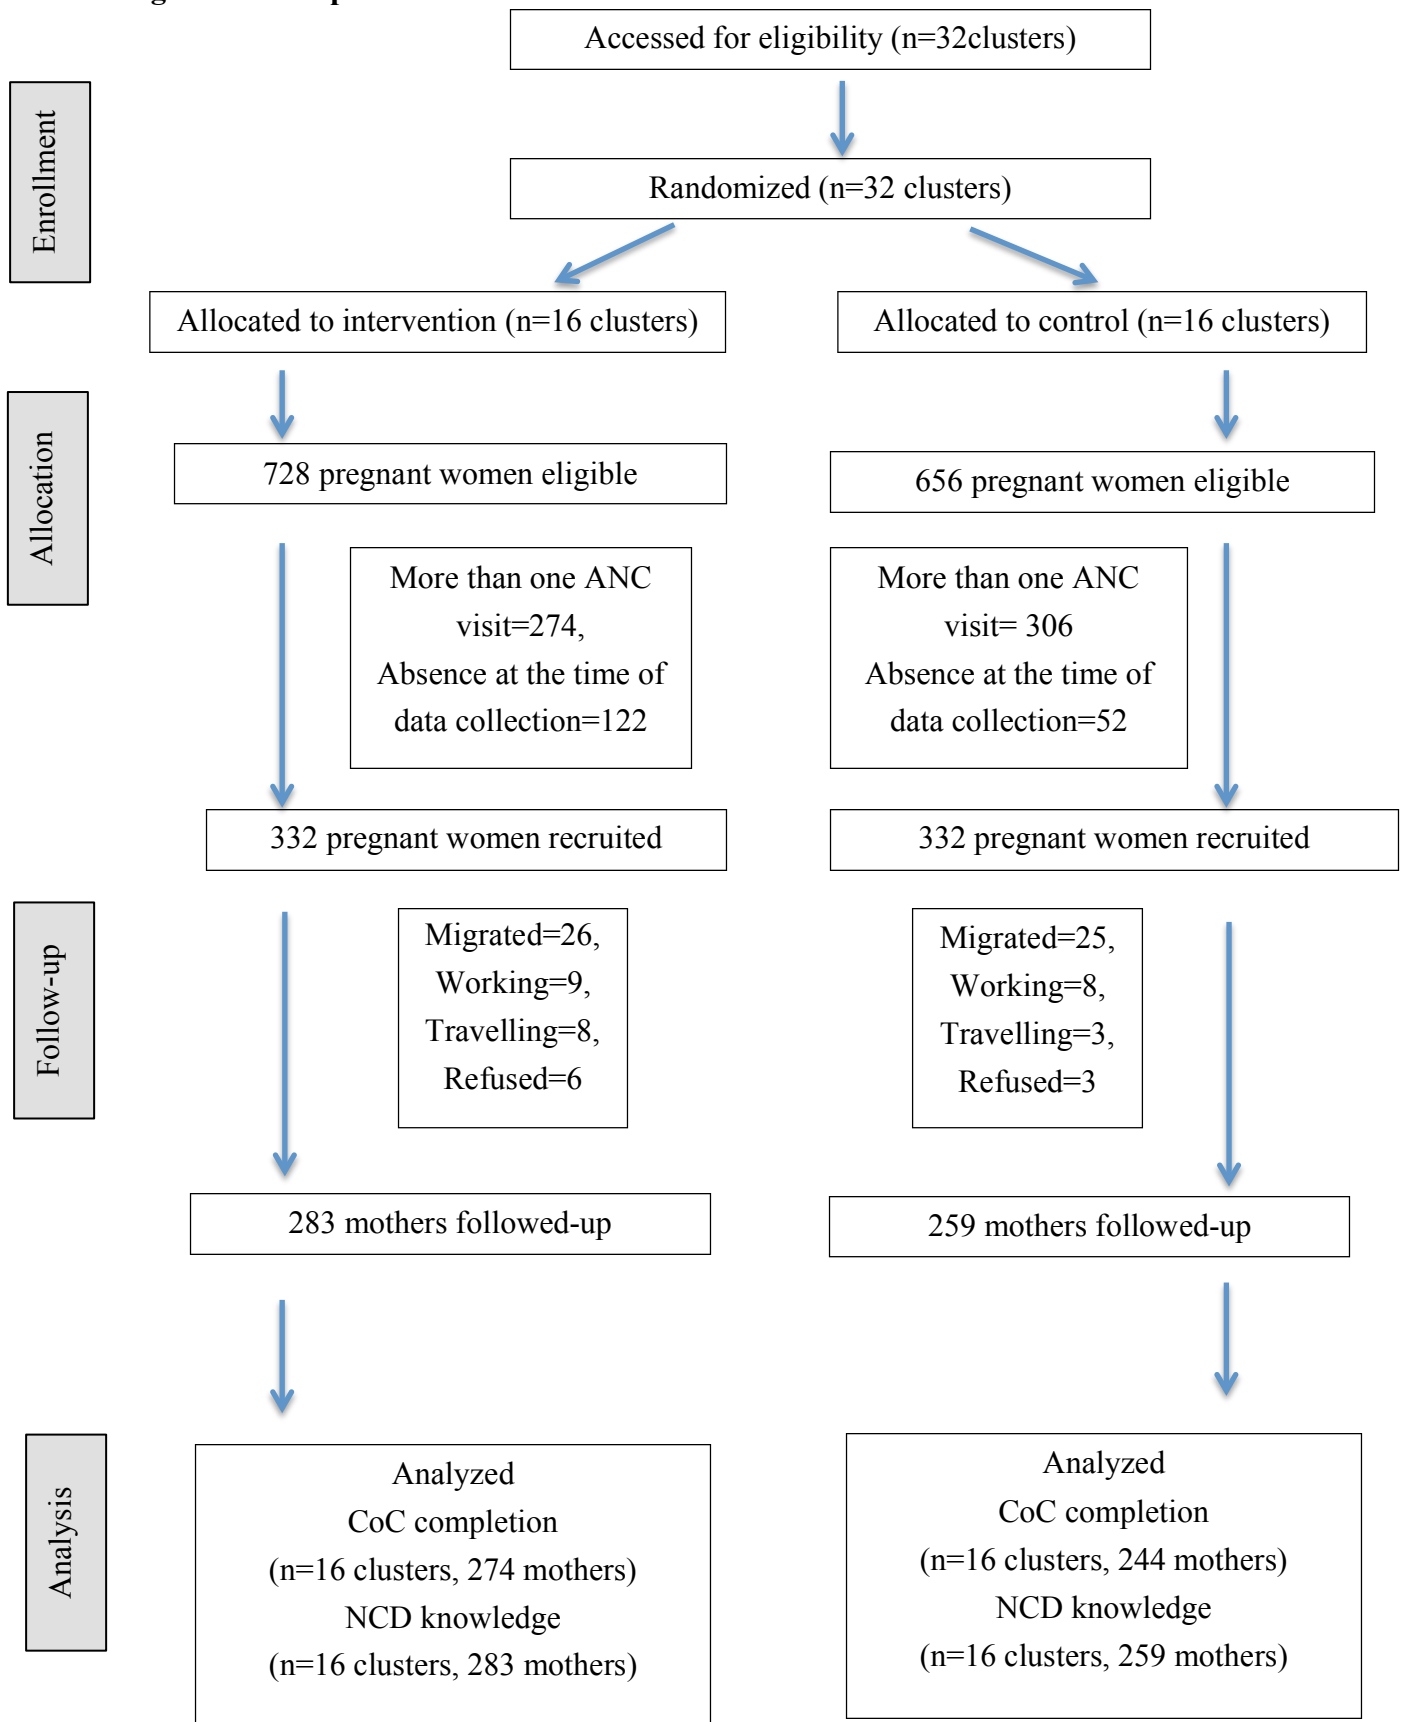 Accessed for eligibility (n=32clusters)
Enrollment
Randomized (n=32 clusters)
Allocated to intervention (n=16 clusters)
Allocated to control (n=16 clusters)
Allocation
728 pregnant women eligible
656 pregnant women eligible
More than one ANC
visit=274,
Absence at the time of
data collection=122
More than one ANC
visit= 306
Absence at the time of
data collection=52
332 pregnant women recruited
332 pregnant women recruited
Follow-up
Migrated=26,
Working=9,
Travelling=8,
Refused=6
Migrated=25,
Working=8,
Travelling=3,
Refused=3
283 mothers followed-up
259 mothers followed-up
Analysis
Analyzed
CoC completion
(n=16 clusters, 274 mothers)
NCD knowledge
(n=16 clusters, 283 mothers)
Analyzed
CoC completion
(n=16 clusters, 244 mothers)
NCD knowledge
(n=16 clusters, 259 mothers)